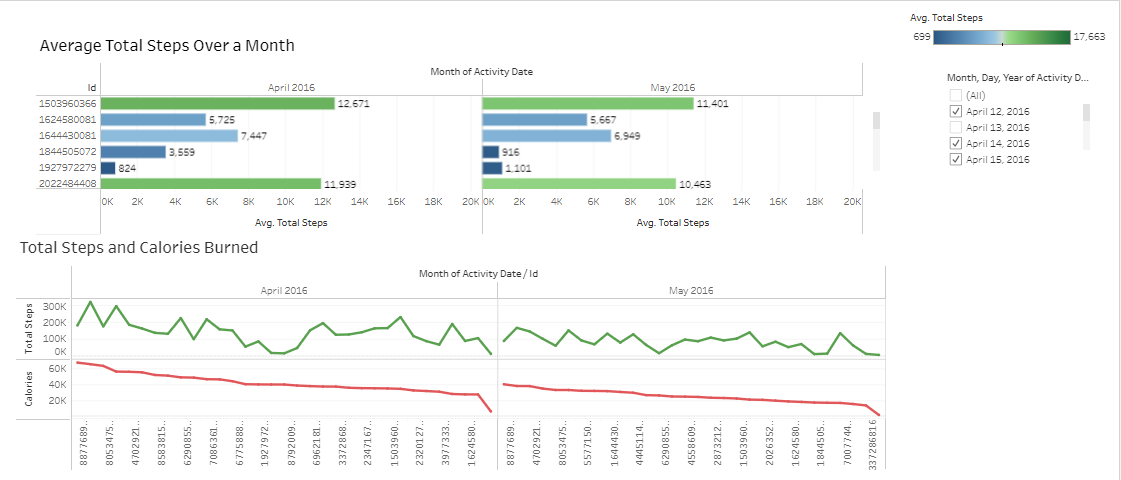 Avg. Total Steps
699 17,663
Average Total Steps Over a Month
Month, Day, Year of Activity D...
(All)
April 12, 2016
April 13, 2016
April 14, 2016
April 15, 2016
Month of Activity Date
Id April 2016 May 2016
1503960366 12,671 11,401
1624580081 5,725 5,667
1644430081 7,447 6,949
1844505072 3,559 916
1927972279 824 1,101
2022484408 11,939 10,463
0K 2K 4K 6K 8K 10K 12K 14K 16K 18K 20K 0K 2K 4K 6K 8K 10K 12K 14K 16K 18K 20K
Avg. Total Steps Avg. Total Steps
Total Steps and Calories Burned
Month of Activity Date / Id
April 2016 May 2016
Total Steps
300K
200K
100K
0K
Calories
60K
40K
20K
8877689.. 8053475.. 4702921.. 8583815.. 6290855.. 7086361.. 6775888.. 1927972.. 8792009.. 6962181.. 3372868.. 2347167.. 1503960.. 2320127.. 3977333.. 1624580.. 8877689.. 4702921.. 8053475.. 5577150.. 1644430.. 4445114.. 6290855.. 4558609.. 2873212.. 1503960.. 2026352.. 1624580.. 1844505.. 7007744.. 3372868 16